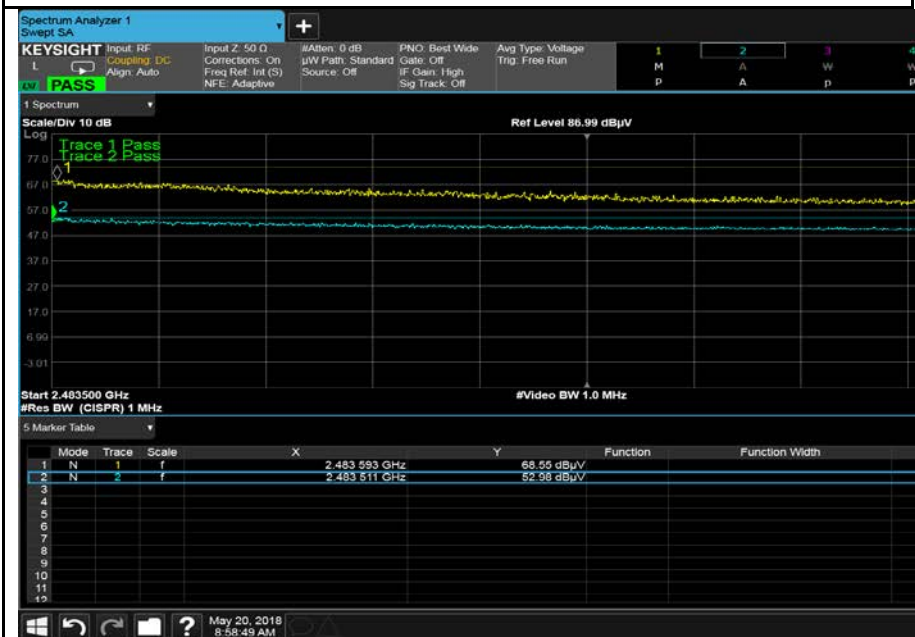 Spectrum Analyzer 1
Swept SA
+
KEYSIGHT Input: RF Input Z: 50 Ω #Atten: 0 dB PNO: Best Wide Avg Type: Voltage 1 2 3 4
L Coupling: DC Corrections: On µW Path: Standard Gate: Off Trig: Free Run M A W W
Align: Auto Freq Ref: Int (S) Source: Off IF Gain: High
PASS NFE: Adaptive Sig Track: Off P A p p
1 Spectrum
Scale/Div 10 dB Ref Level 86.99 dBµV
Log
Trace 1 Pass
Trace 2 Pass
77.0
1
67.0
57.0
2
47.0
37.0
27.0
17.0
6.99
-3.01
Start 2.483500 GHz #Video BW 1.0 MHz
#Res BW (CISPR) 1 MHz
5 Marker Table
Mode Trace Scale X Y Function Function Width
1 N 1 f 2.483 593 GHz 68.55 dBµV
2 N 2 f 2.483 511 GHz 52.98 dBµV
3
4
5
6
7
8
9
10
11
12
? May 20, 2018
8:58:49 AM